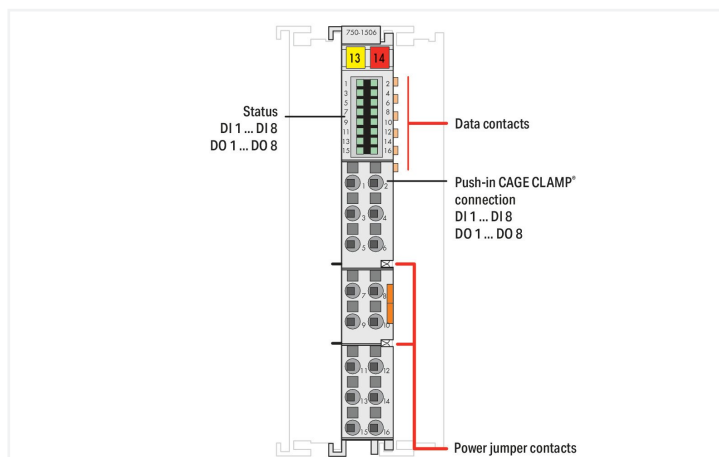 750-1506
13 14
1 2
3 4
5 6
7 8
9 10
11 12
13 14
15 16
Status
DI 1 ... DI 8
DO 1 ... DO 8
Data contacts
Push-in CAGE CLAMP®
connection
DI 1 ... DI 8
DO 1 ... DO 8
1 2
3 4
5 6
7 8
9 10
11 12
13 14
15 16
Power jumper contacts